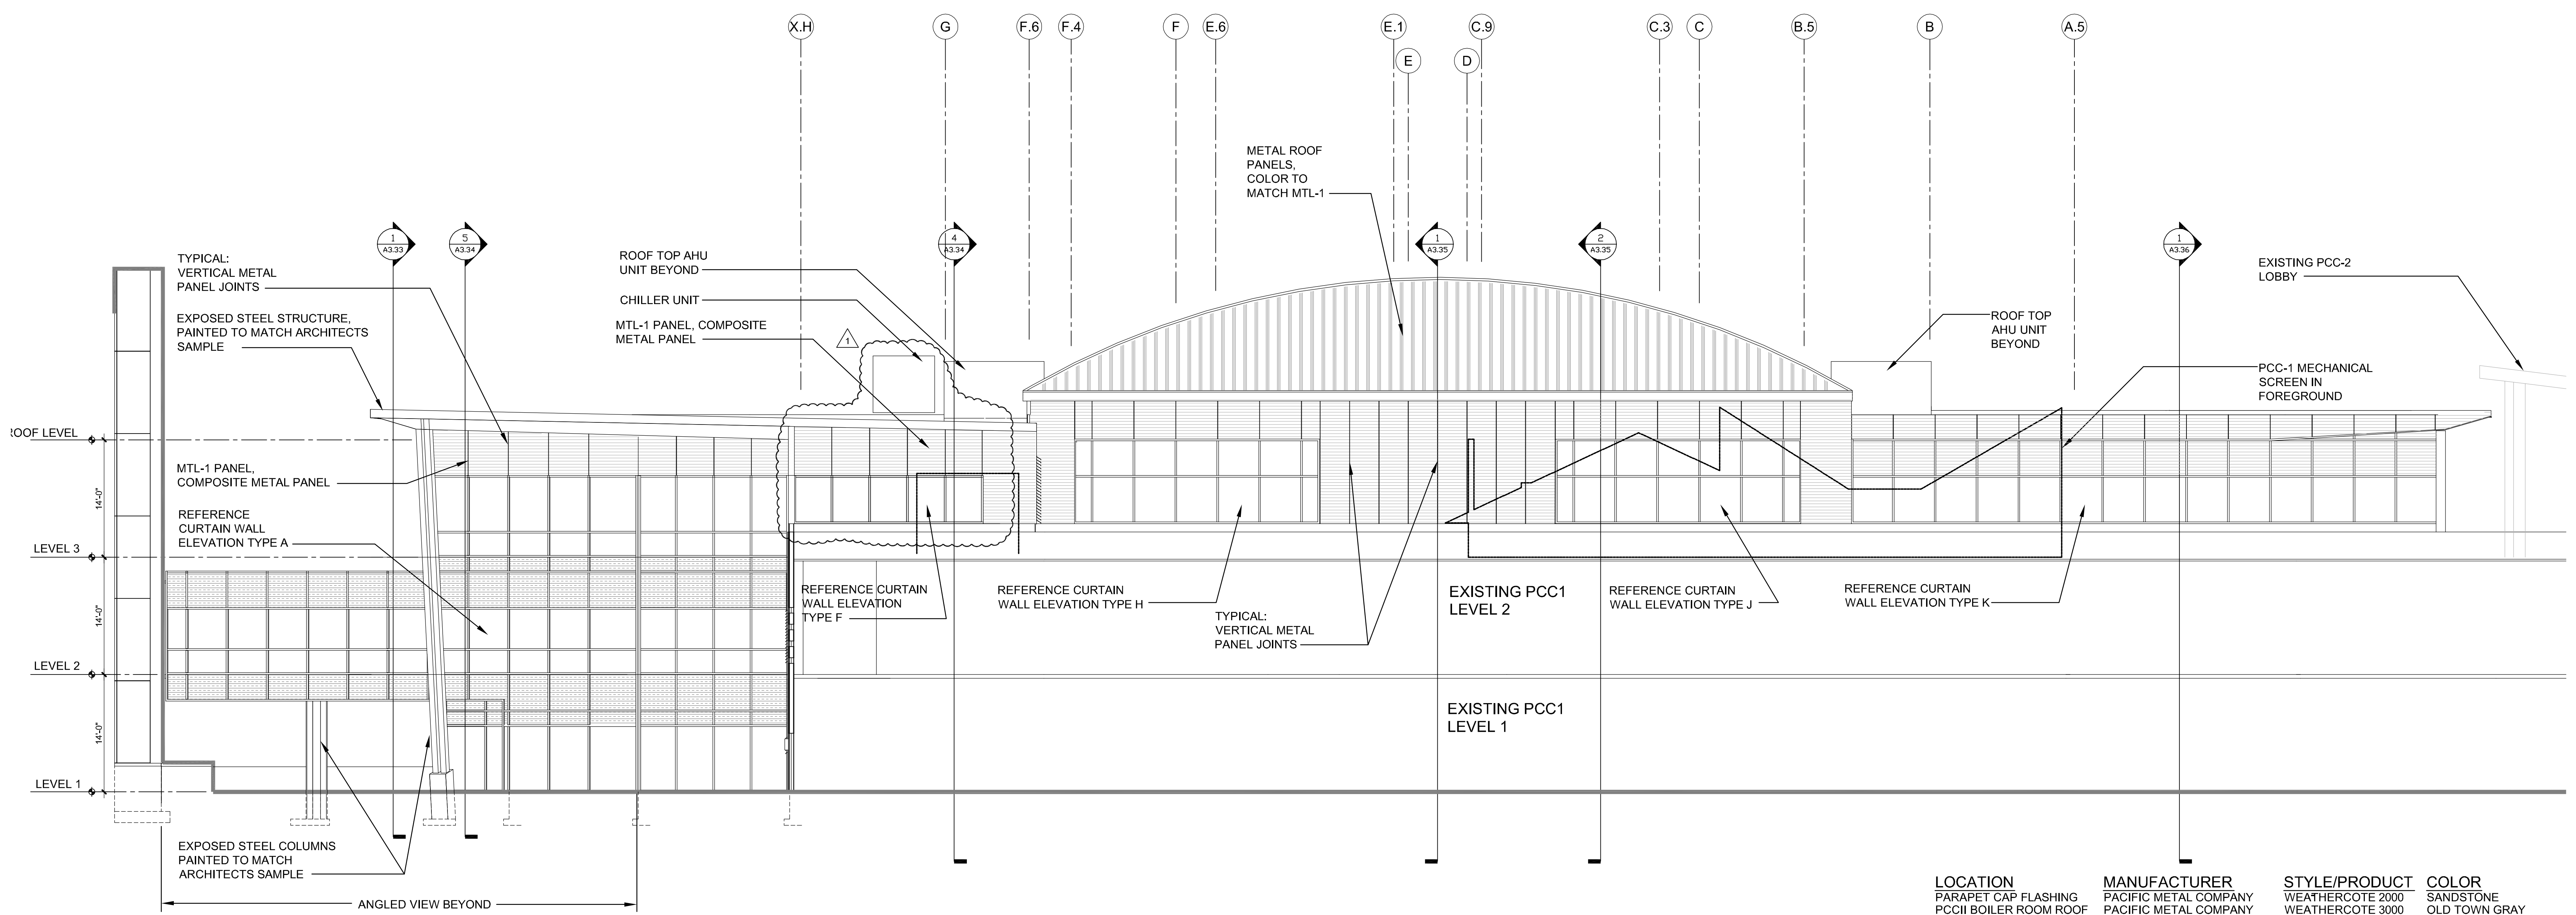 X.H
G
F.6
F.4
F
E.6
E.1
E
D
C.9
C.3
C
B.5
B
A.5
METAL ROOF
PANELS,
COLOR TO
MATCH MTL-1
1
A3.33
5
A3.34
4
A3.34
1
A3.35
2
A3.35
1
A3.36
TYPICAL:
VERTICAL METAL
PANEL JOINTS
EXPOSED STEEL STRUCTURE,
PAINTED TO MATCH ARCHITECTS
SAMPLE
ROOF TOP AHU
UNIT BEYOND
CHILLER UNIT
MTL-1 PANEL, COMPOSITE
METAL PANEL
1
EXISTING PCC-2
LOBBY
ROOF TOP
AHU UNIT
BEYOND
PCC-1 MECHANICAL
SCREEN IN
FOREGROUND
ROOF LEVEL
MTL-1 PANEL,
COMPOSITE METAL PANEL
14'-0"
REFERENCE
CURTAIN WALL
ELEVATION TYPE A
LEVEL 3
14'-0"
LEVEL 2
14'-0"
LEVEL 1
REFERENCE CURTAIN
WALL ELEVATION
TYPE F
REFERENCE CURTAIN
WALL ELEVATION TYPE H
TYPICAL:
VERTICAL METAL
PANEL JOINTS
EXISTING PCC1
LEVEL 2
REFERENCE CURTAIN
WALL ELEVATION TYPE J
REFERENCE CURTAIN
WALL ELEVATION TYPE K
EXISTING PCC1
LEVEL 1
EXPOSED STEEL COLUMNS
PAINTED TO MATCH
ARCHITECTS SAMPLE
ANGLED VIEW BEYOND
LOCATION MANUFACTURER STYLE/PRODUCT COLOR
PARAPET CAP FLASHING PACIFIC METAL COMPANY WEATHERCOTE 2000 SANDSTONE
PCCII BOILER ROOM ROOF PACIFIC METAL COMPANY WEATHERCOTE 3000 OLD TOWN GRAY